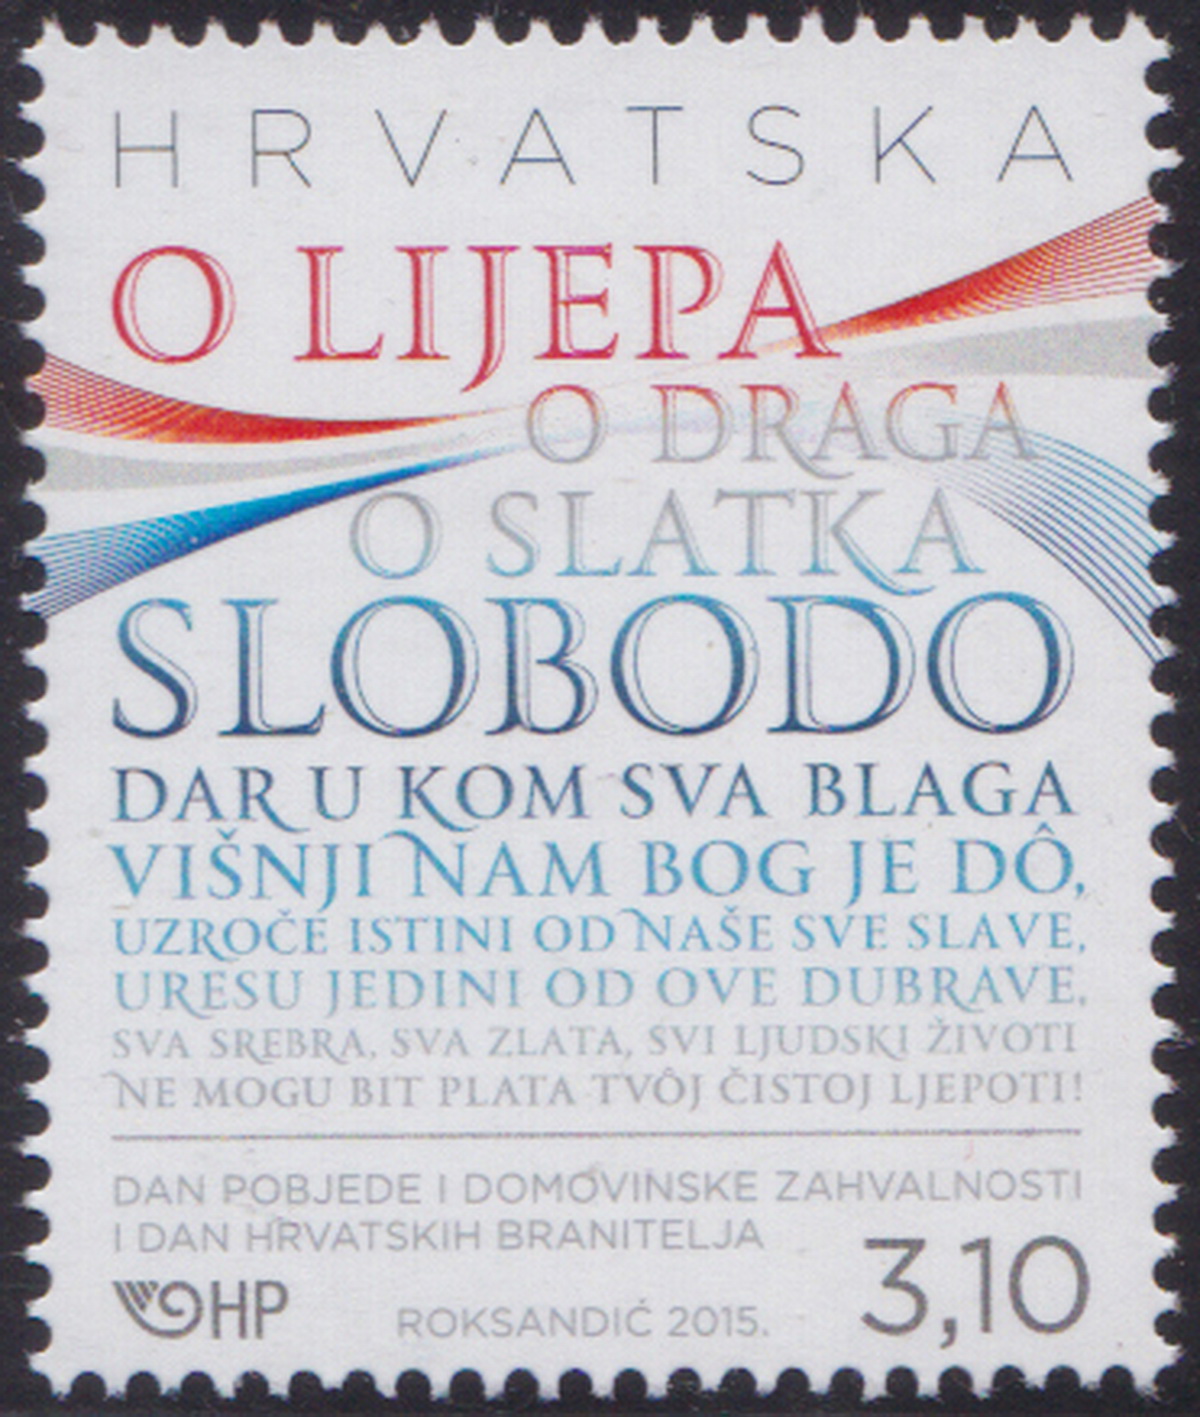 HRVATSKA
O LIJEPA
O DRAGA
O SLATKA
SLOBODO
DAR U KOM SVA BLAGA
VIŠNJI NAM BOG JE DÔ,
UZROČE ISTINI OD NAŠE SVE SLAVE,
URESU JEDINI OD OVE DUBRAVE,
SVA SREBRA, SVA ZLATA, SVI LJUDSKI ŽIVOTI
NE MOGU BIT PLATA TVÔJ ČISTOJ LJEPOTI!
DAN POBJEDE I DOMOVINSKE ZAHVALNOSTI
I DAN HRVATSKIH BRANITELJA
HP ROKSANDIĆ 2015. 3,10